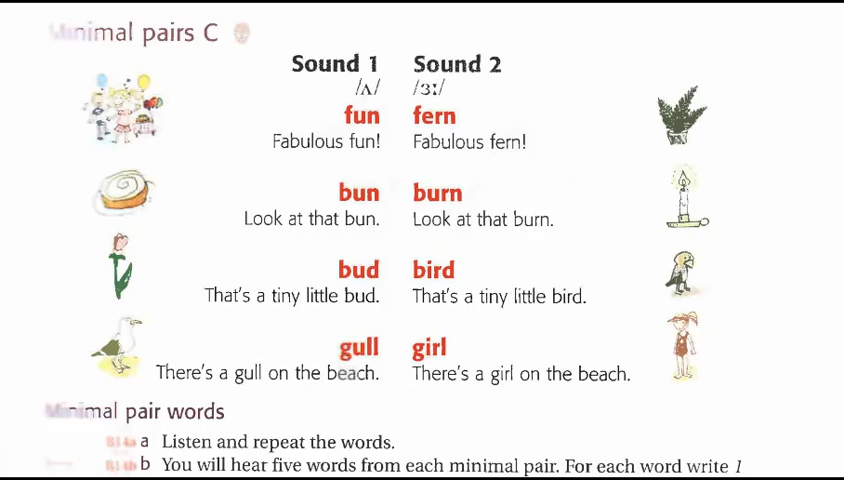 Minimal pairs C
Sound 1 Sound 2
/ʌ/ /ɜː/
fun fern
Fabulous fun! Fabulous fern!
bun burn
Look at that bun. Look at that burn.
bud bird
That's a tiny little bud. That's a tiny little bird.
gull girl
There's a gull on the beach. There's a girl on the beach.
Minimal pair words
a Listen and repeat the words.
b You will hear five words from each minimal pair. For each word write 1